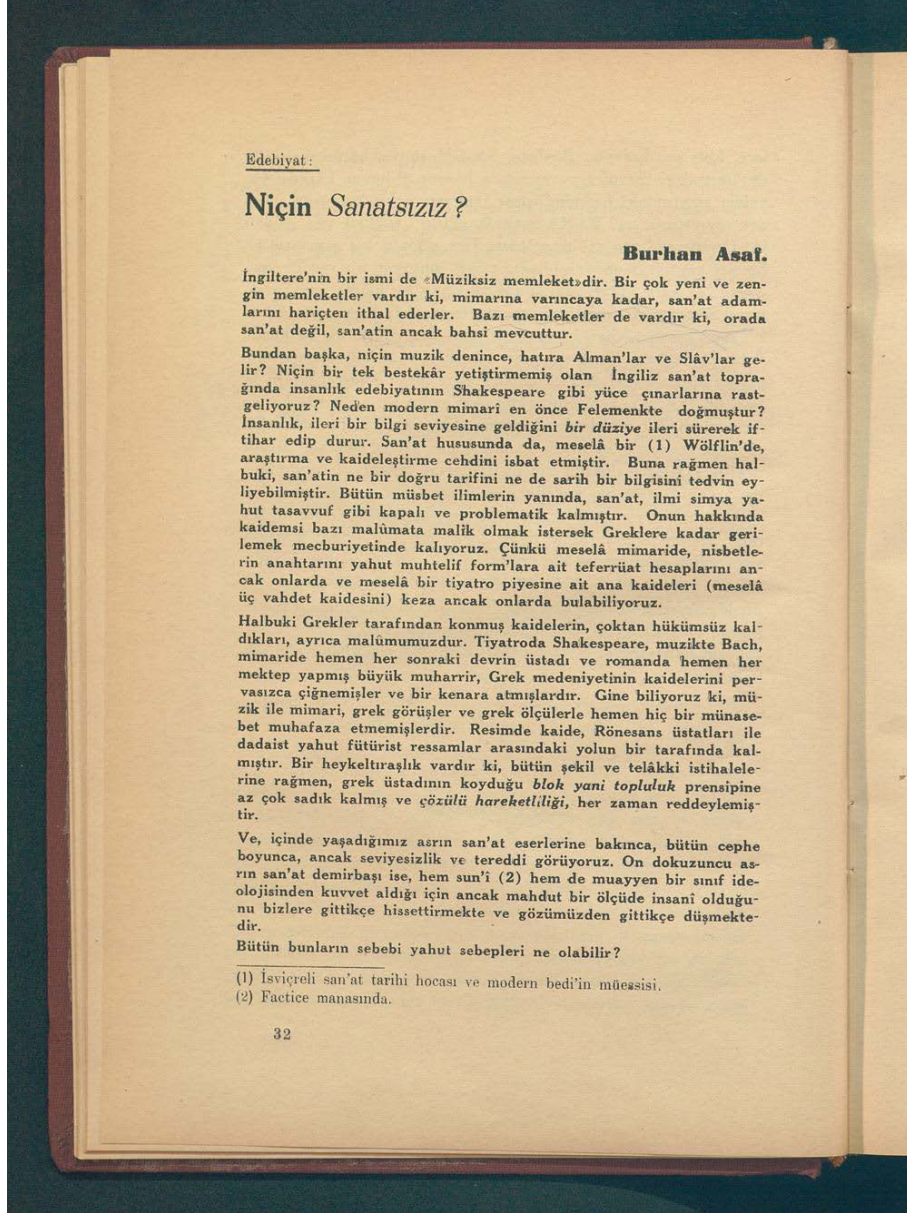 Edebiyat :
Niçin Sanatsızız ?
Burhan Asaf.
İngiltere'nin bir ismi de «Müziksiz memleket»dir. Bir çok yeni ve zen-
gin memleketler vardır ki, mimarına varıncaya kadar, san'at adam-
larını hariçten ithal ederler. Bazı memleketler de vardır ki, orada
san'at değil, san'atin ancak bahsi mevcuttur.
Bundan başka, niçin muzik denince, hatıra Alman'lar ve Slâv'lar ge-
lir? Niçin bir tek bestekâr yetiştirmemiş olan İngiliz san'at topra-
ğında insanlık edebiyatının Shakespeare gibi yüce çınarlarına rast-
geliyoruz? Neden modern mimarî en önce Felemenkte doğmuştur?
İnsanlık, ileri bir bilgi seviyesine geldiğini bir düziye ileri sürerek if-
tihar edip durur. San'at hususunda da, meselâ bir (1) Wölflin'de,
araştırma ve kaideleştirme cehdini isbat etmiştir. Buna rağmen hal-
buki, san'atin ne bir doğru tarifini ne de sarih bir bilgisini tedvin ey-
liyebilmiştir. Bütün müsbet ilimlerin yanında, san'at, ilmi simya ya-
hut tasavvuf gibi kapalı ve problematik kalmıştır. Onun hakkında
kaidemsi bazı malûmata malik olmak istersek Greklere kadar geri-
lemek mecburiyetinde kalıyoruz. Çünkü meselâ mimaride, nisbetle-
rin anahtarını yahut muhtelif form'lara ait teferrüat hesaplarını an-
cak onlarda ve meselâ bir tiyatro piyesine ait ana kaideleri (meselâ
üç vahdet kaidesini) keza ancak onlarda bulabiliyoruz.
Halbuki Grekler tarafından konmuş kaidelerin, çoktan hükümsüz kal-
dıkları, ayrıca malûmumuzdur. Tiyatroda Shakespeare, muzikte Bach,
mimaride hemen her sonraki devrin üstadı ve romanda hemen her
mektep yapmış büyük muharrir, Grek medeniyetinin kaidelerini per-
vasızca çiğnemişler ve bir kenara atmışlardır. Gine biliyoruz ki, mü-
zik ile mimari, grek görüşler ve grek ölçülerle hemen hiç bir münase-
bet muhafaza etmemişlerdir. Resimde kaide, Rönesans üstatları ile
dadaist yahut fütürist ressamlar arasındaki yolun bir tarafında kal-
mıştır. Bir heykeltıraşlık vardır ki, bütün şekil ve telâkki istihalele-
rine rağmen, grek üstadının koyduğu blok yani topluluk prensipine
az çok sadık kalmış ve çözülü hareketliliği, her zaman reddeylemiş-
tir.
Ve, içinde yaşadığımız asrın san'at eserlerine bakınca, bütün cephe
boyunca, ancak seviyesizlik ve tereddi görüyoruz. On dokuzuncu as-
rın san'at demirbaşı ise, hem sun'î (2) hem de muayyen bir sınıf ide-
olojisinden kuvvet aldığı için ancak mahdut bir ölçüde insanî olduğu-
nu bizlere gittikçe hissettirmekte ve gözümüzden gittikçe düşmekte-
dir.
Bütün bunların sebebi yahut sebepleri ne olabilir?
(1) İsviçreli san'at tarihi hocası ve modern bedi'in müessisi.
(2) Factice manasında.
32